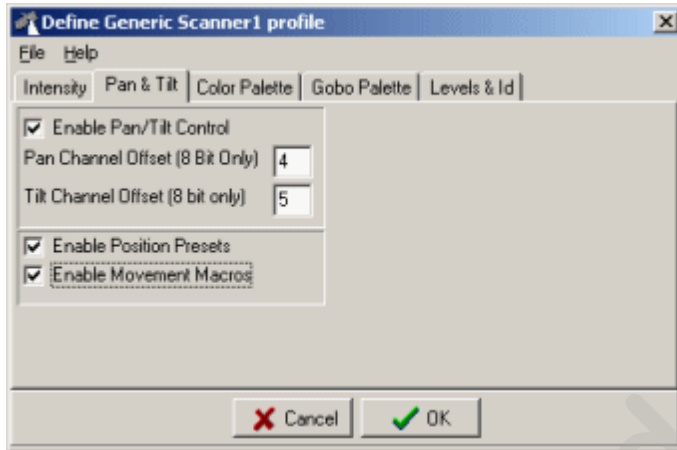 Define Generic Scanner1 profile
File Help
Intensity Pan & Tilt Color Palette Gobo Palette Levels & Id
Enable Pan/Tilt Control
Pan Channel Offset (8 Bit Only) 4
Tilt Channel Offset (8 bit only) 5
Enable Position Presets
Enable Movement Macros
Cancel OK